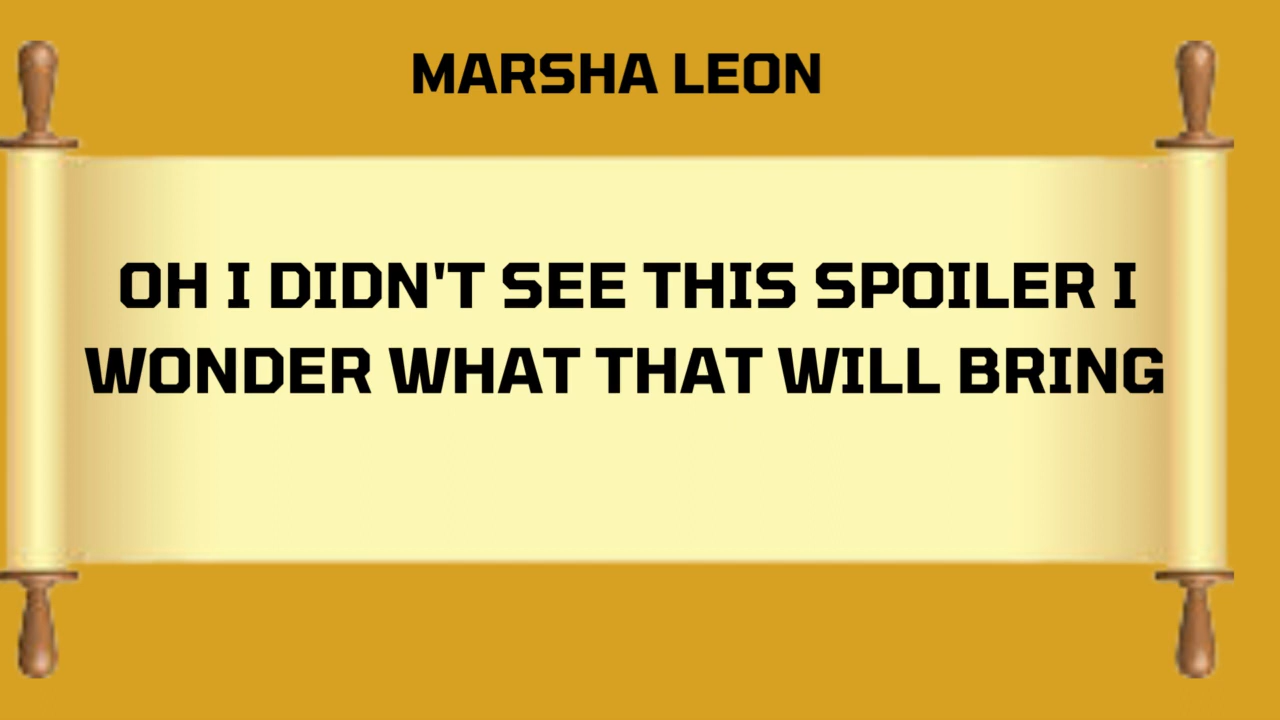 MARSHA LEON
OH I DIDN'T SEE THIS SPOILER I
WONDER WHAT THAT WILL BRING